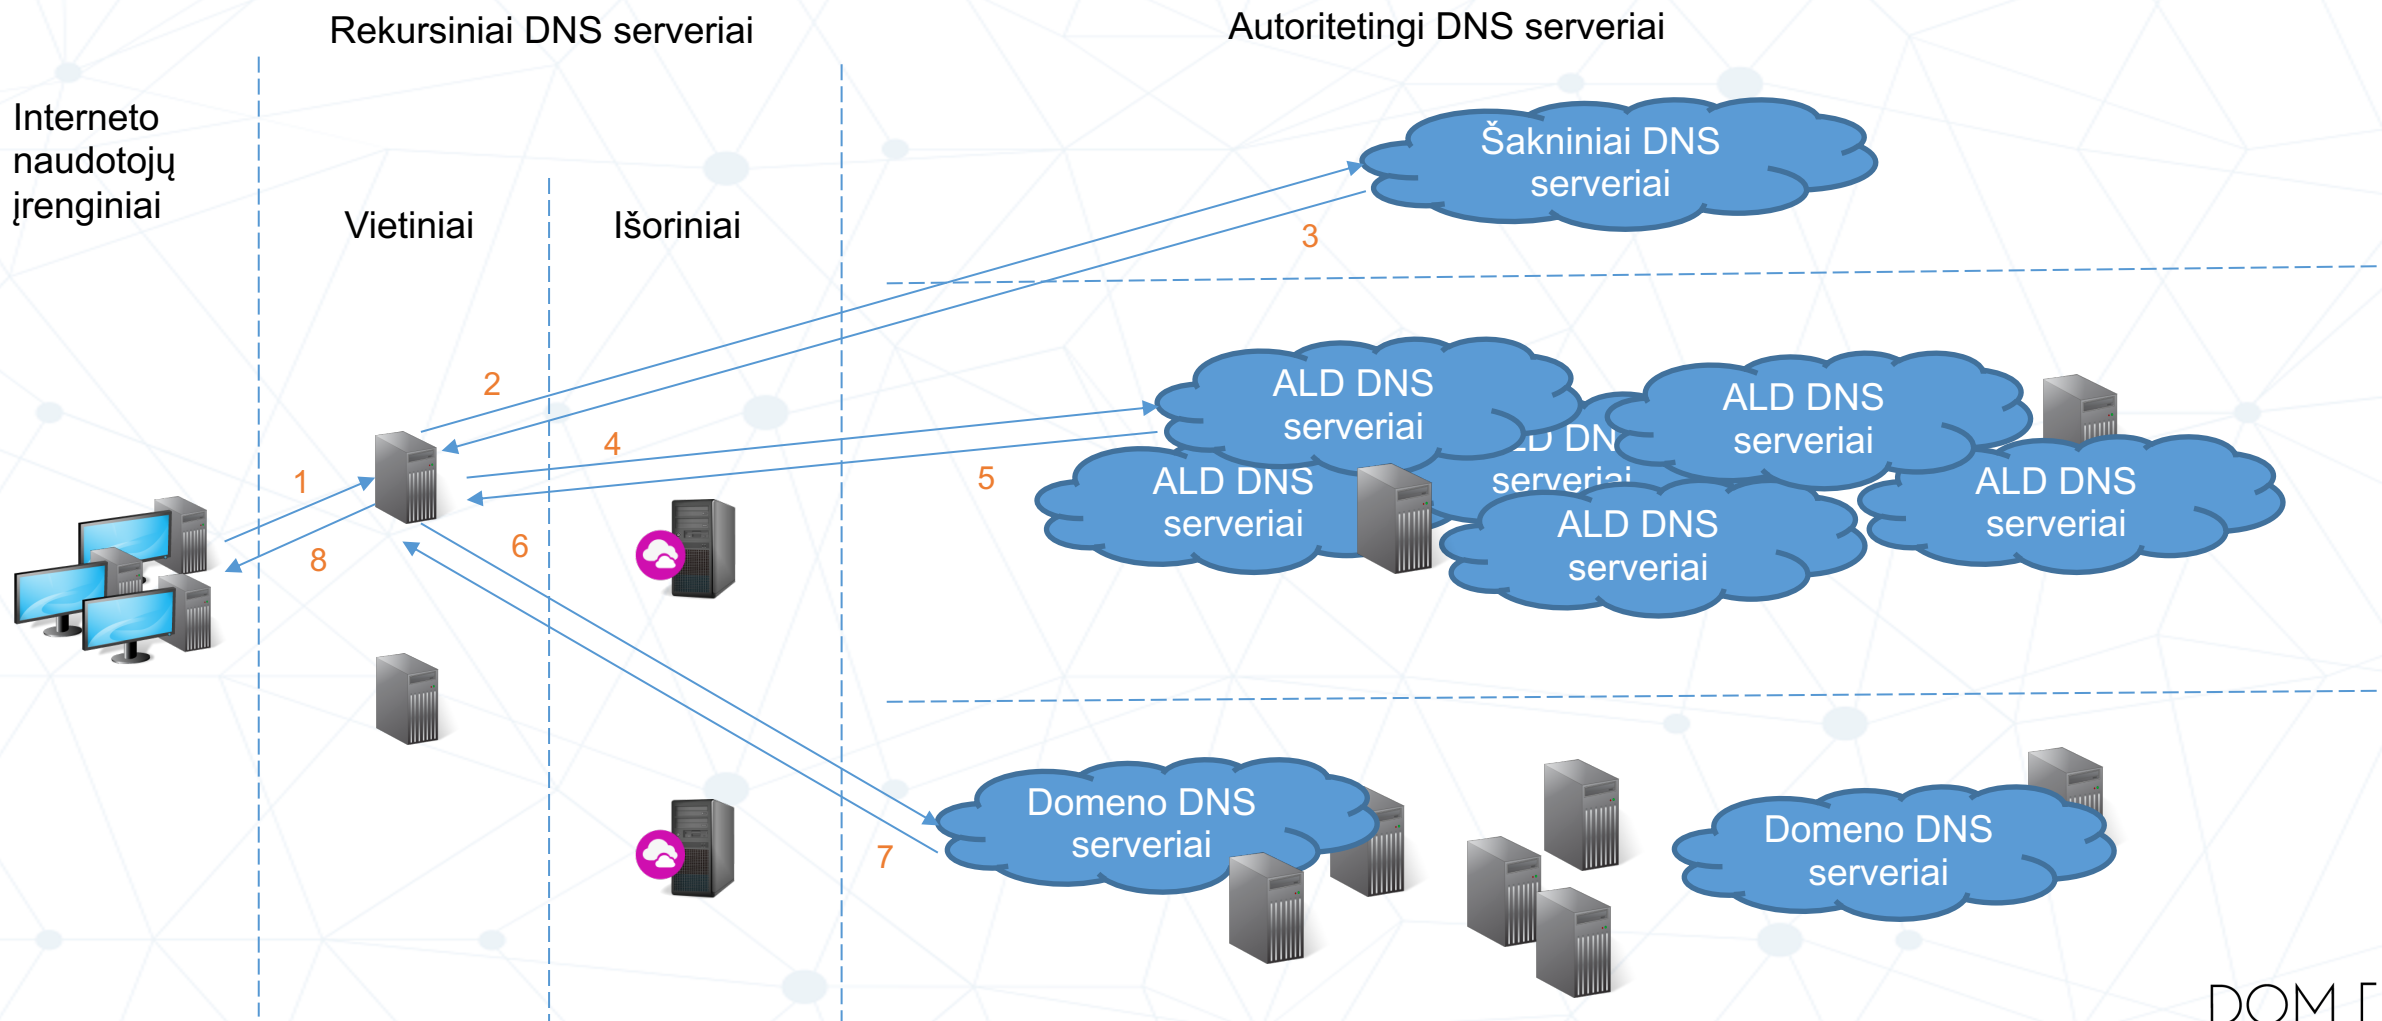 Rekursiniai DNS serveriai
Autoritetingi DNS serveriai
Interneto
naudotojų
įrenginiai
Vietiniai
Išoriniai
Šakniniai DNS
serveriai
3
2
4
5
1
8
6
7
ALD DNS
serveriai
ALD DNS
serveriai
ALD DNS
serveriai
serveriai
ALD DNS
serveriai
ALD DNS
serveriai
Domeno DNS
serveriai
Domeno DNS
serveriai